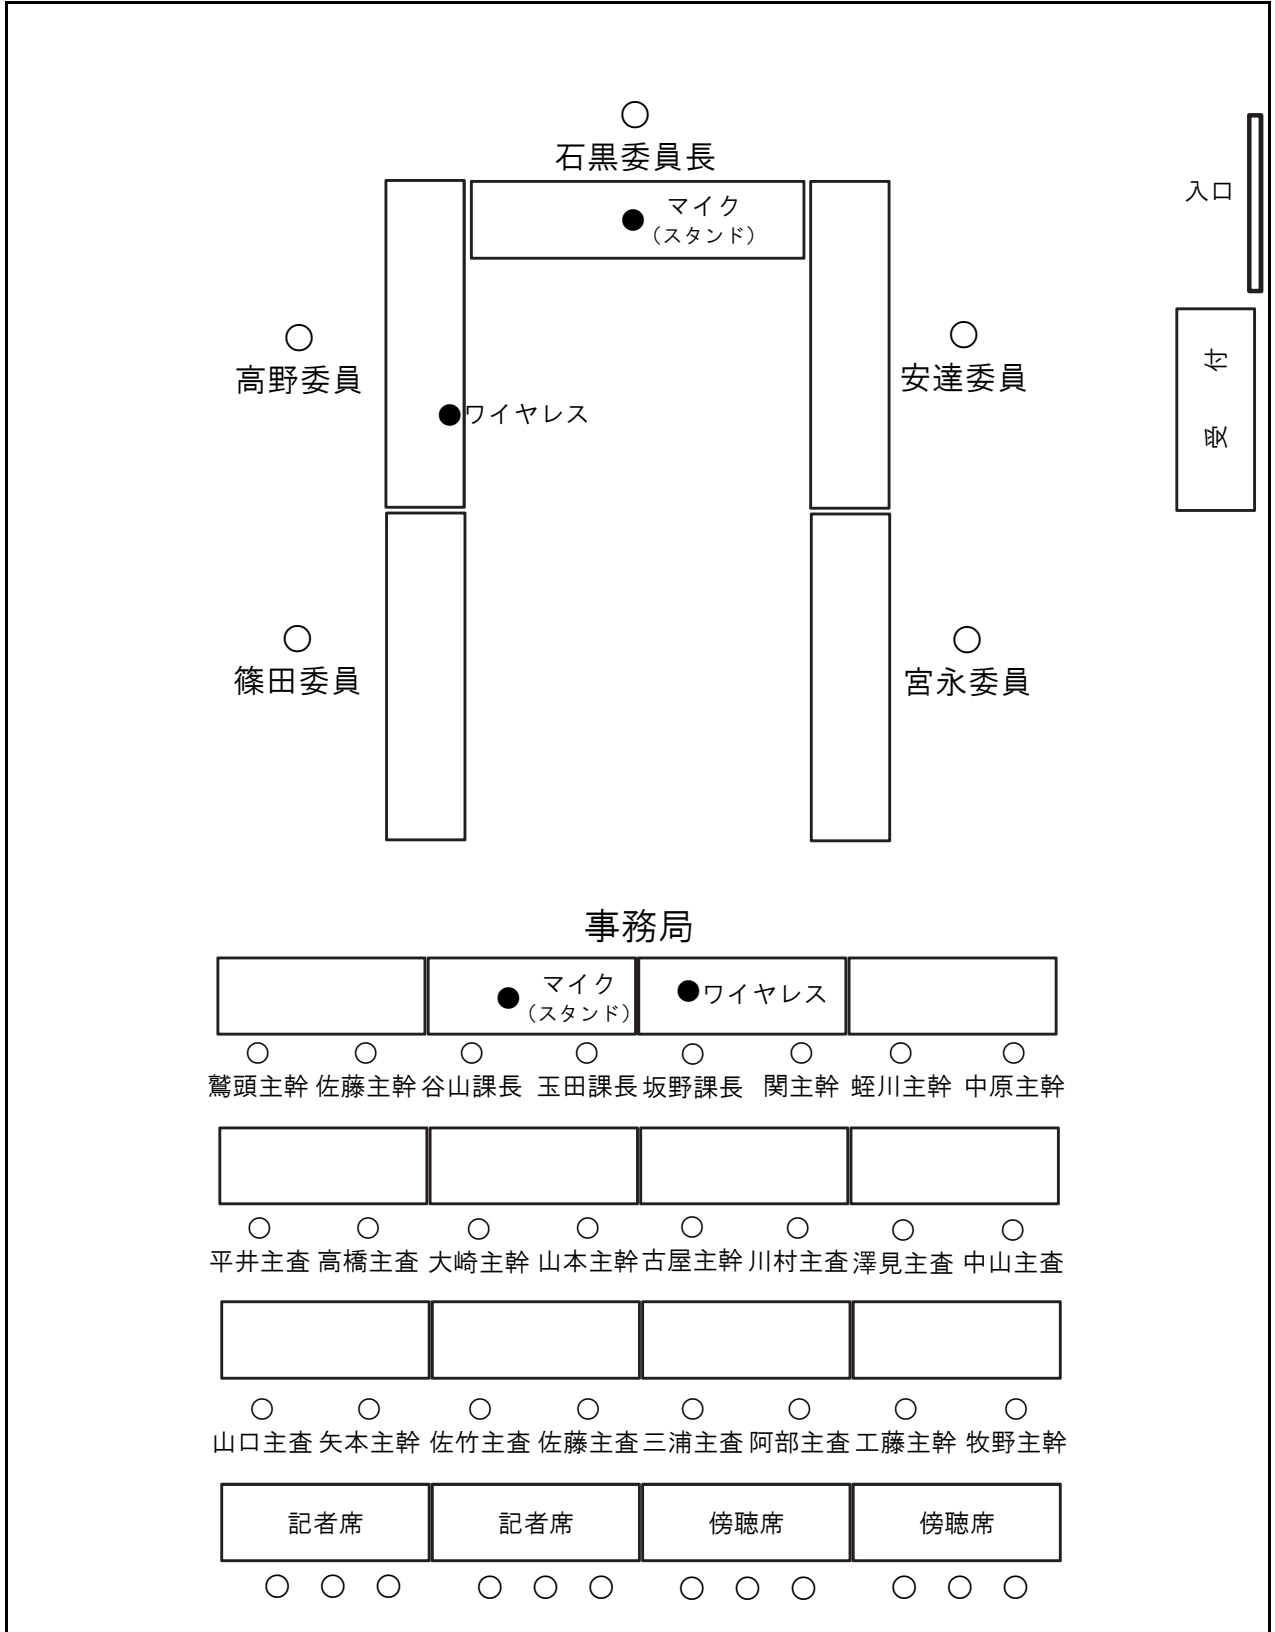 石黒委員長
マイク
（スタンド）
入口
高野委員
安達委員
受付
ワイヤレス
篠田委員
宮永委員
事務局
マイク
（スタンド）
ワイヤレス
鷲頭主幹 佐藤主幹 谷山課長 玉田課長 坂野課長 関主幹 蛭川主幹 中原主幹
平井主査 高橋主査 大崎主幹 山本主幹 古屋主幹 川村主査 澤見主査 中山主査
山口主査 矢本主幹 佐竹主査 佐藤主査 三浦主査 阿部主査 工藤主幹 牧野主幹
記者席 記者席 傍聴席 傍聴席